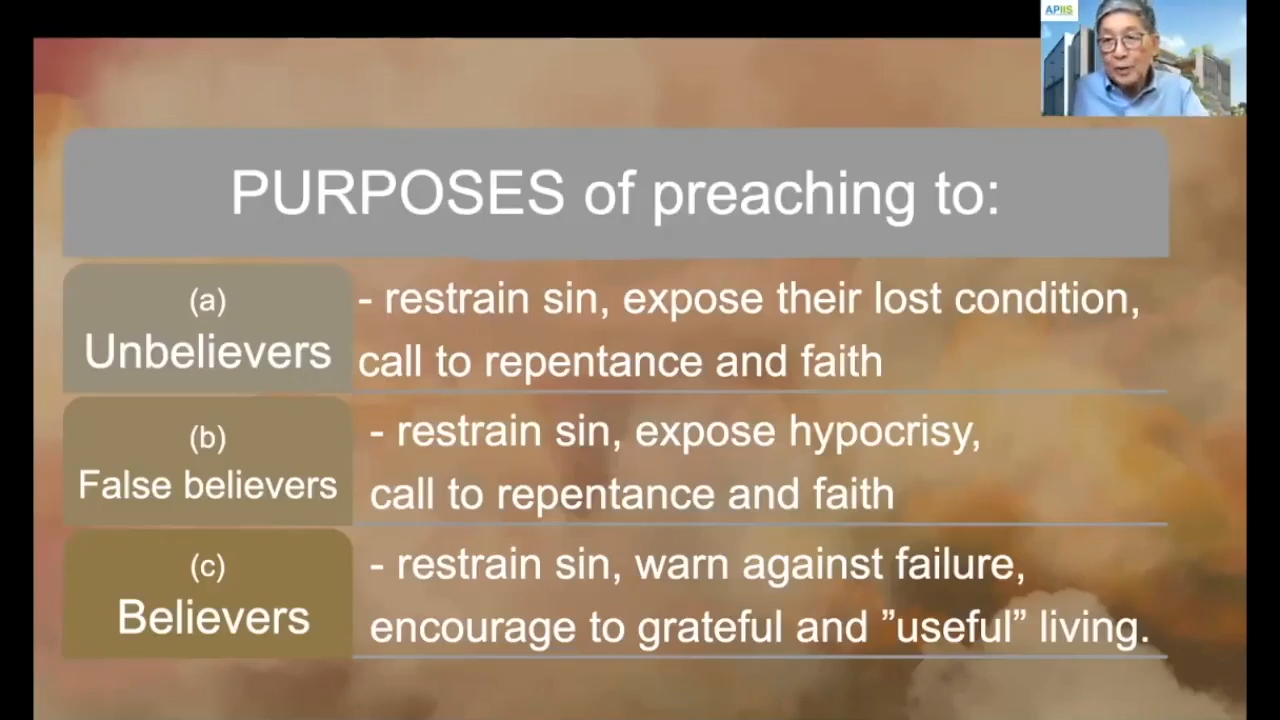 APIIS
PURPOSES of preaching to:
(a)
Unbelievers
- restrain sin, expose their lost condition,
call to repentance and faith
(b)
False believers
- restrain sin, expose hypocrisy,
call to repentance and faith
(c)
Believers
- restrain sin, warn against failure,
encourage to grateful and ”useful” living.